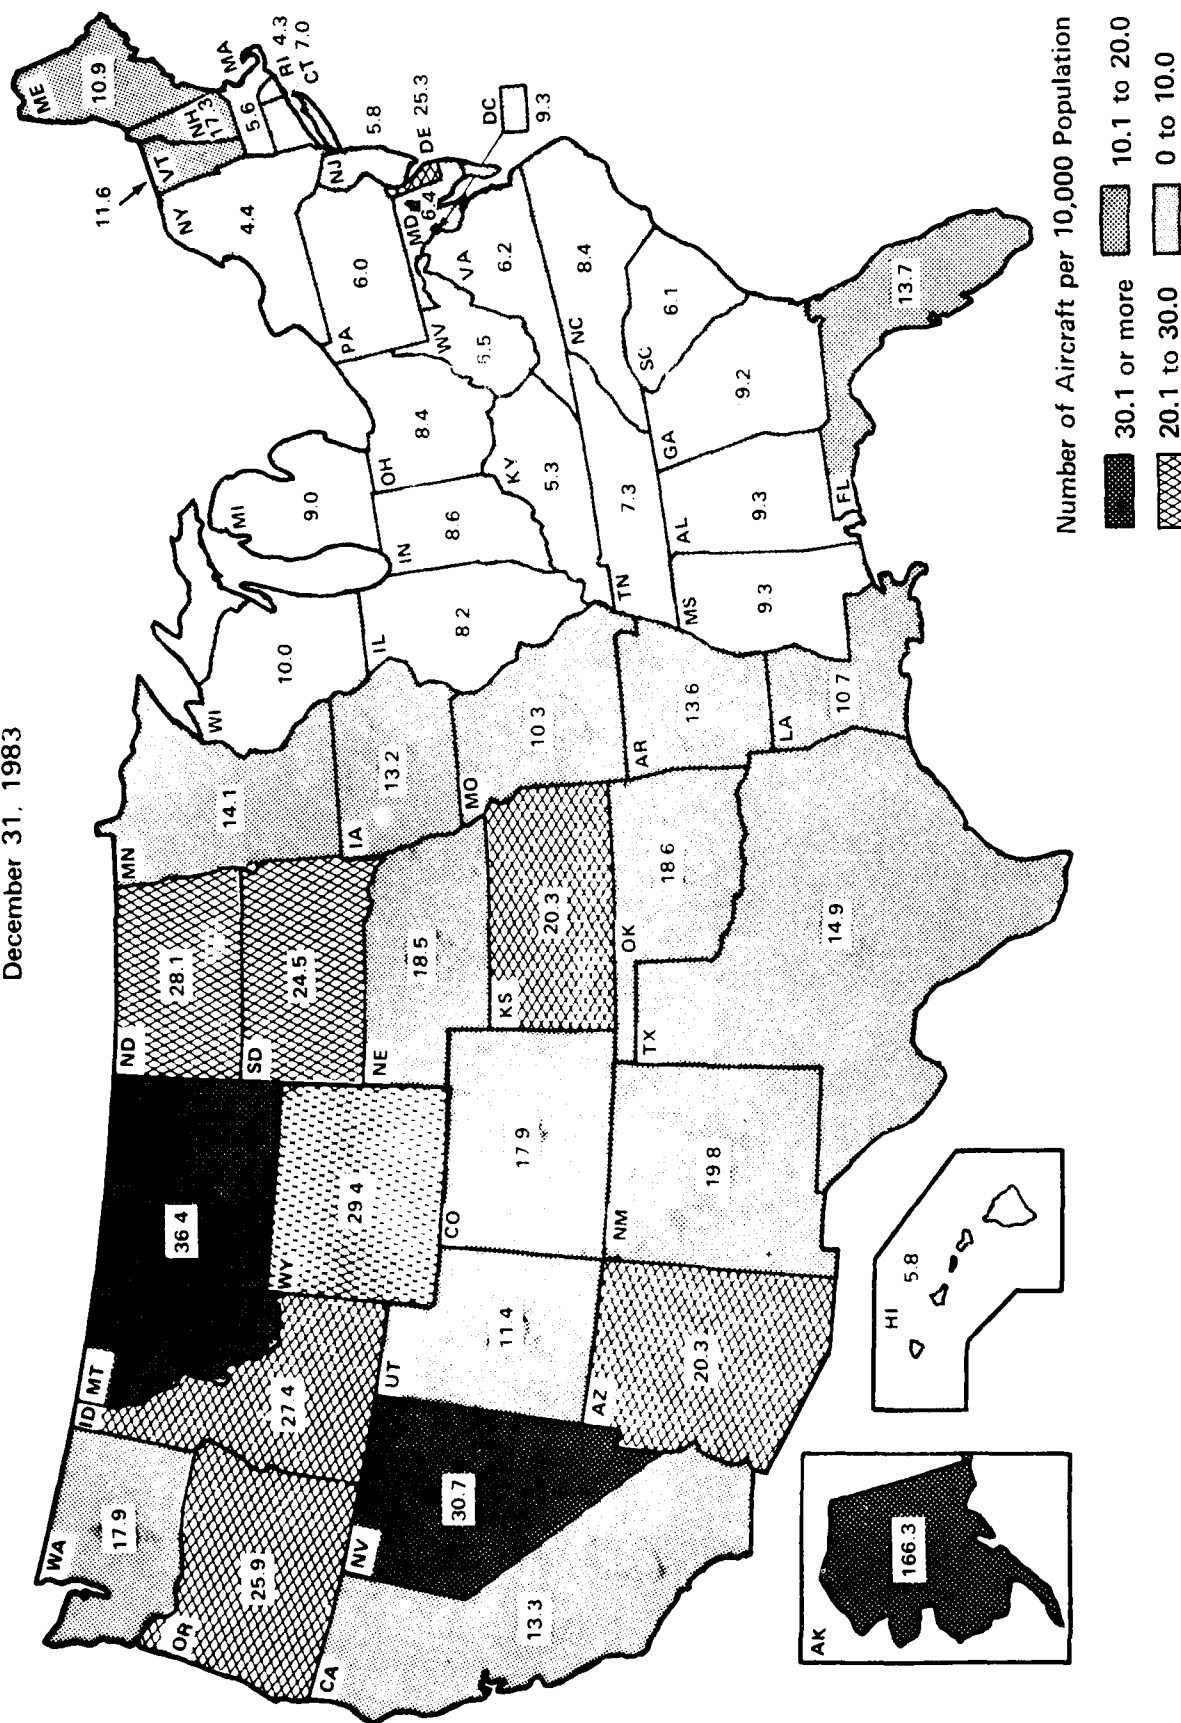 December 31, 1983
WA
17.9
OR
25.9
CA
13.3
NV
30.7
ID
27.4
MT
36.4
WY
29.4
UT
11.4
AZ
20.3
CO
17.9
NM
19.8
ND
28.1
SD
24.5
NE
18.5
KS
20.3
OK
18.6
TX
14.9
MN
14.1
IA
13.2
MO
10.3
AR
13.6
LA
10.7
WI
10.0
IL
8.2
MI
9.0
IN
8.6
OH
8.4
KY
5.3
TN
7.3
MS
9.3
AL
9.3
GA
9.2
FL
13.7
SC
6.1
NC
8.4
VA
6.2
WV
PA
6.0
NY
4.4
VT
11.6
NH
17.3
ME
10.9
MA
5.6
RI 4.3
CT 7.0
NJ
5.8
DE 25.3
MD
6.4
DC
9.3
AK
166.3
HI
5.8
Number of Aircraft per 10,000 Population
30.1 or more
10.1 to 20.0
20.1 to 30.0
0 to 10.0